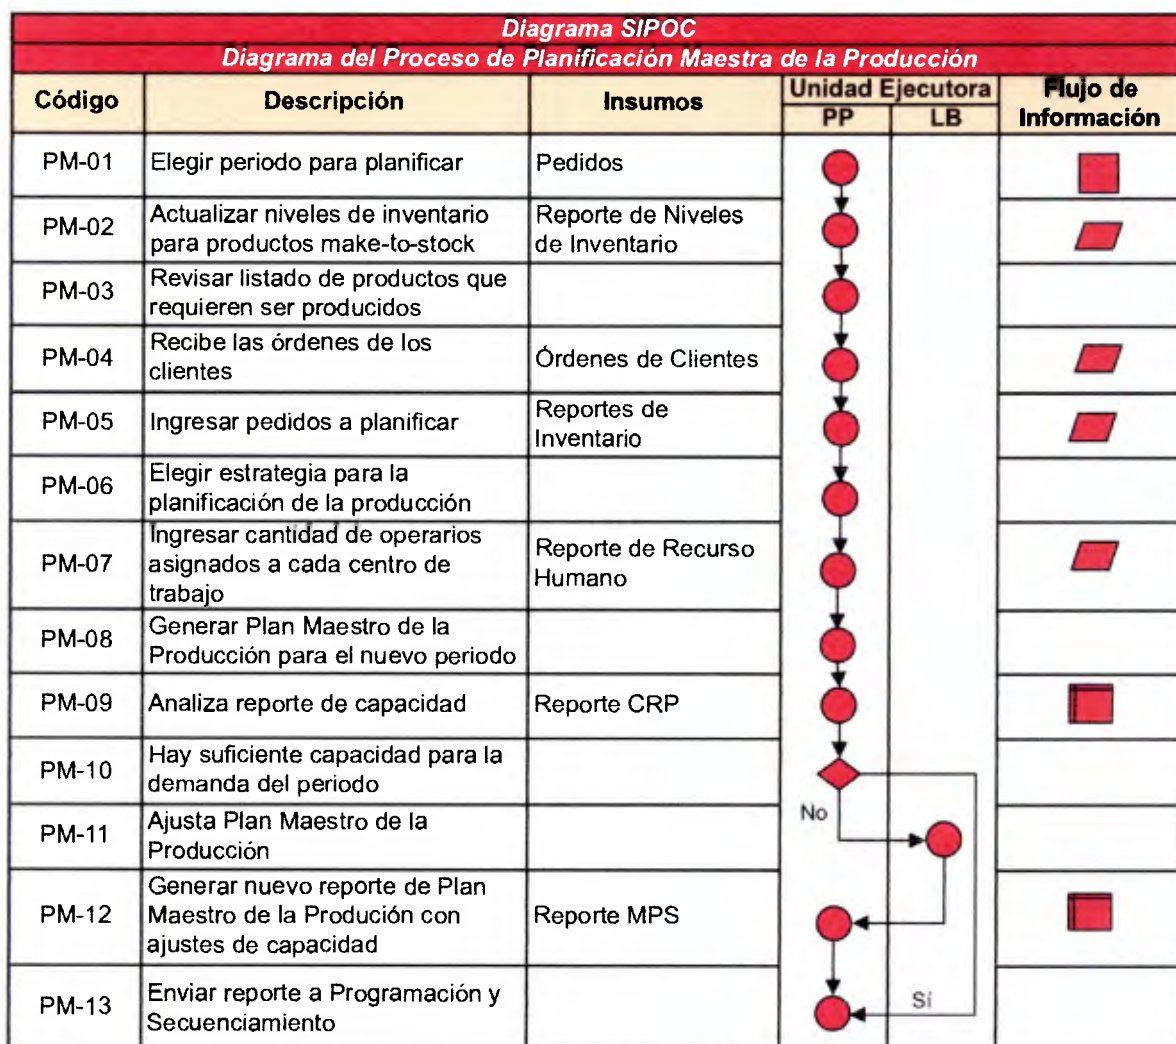 Diagrama SIPOC
Diagrama del Proceso de Planificación Maestra de la Producción
Código
Descripción
Insumos
Unidad Ejecutora
PP
LB
Flujo de
Información
PM-01
Elegir periodo para planificar
Pedidos
PM-02
Actualizar niveles de inventario
para productos make-to-stock
Reporte de Niveles
de Inventario
PM-03
Revisar listado de productos que
requieren ser producidos
PM-04
Recibe las órdenes de los
clientes
Órdenes de Clientes
PM-05
Ingresar pedidos a planificar
Reportes de
Inventario
PM-06
Elegir estrategia para la
planificación de la producción
PM-07
Ingresar cantidad de operarios
asignados a cada centro de
trabajo
Reporte de Recurso
Humano
PM-08
Generar Plan Maestro de la
Producción para el nuevo periodo
PM-09
Analiza reporte de capacidad
Reporte CRP
PM-10
Hay suficiente capacidad para la
demanda del periodo
No
PM-11
Ajusta Plan Maestro de la
Producción
PM-12
Generar nuevo reporte de Plan
Maestro de la Produción con
ajustes de capacidad
Reporte MPS
PM-13
Enviar reporte a Programación y
Secuenciamiento
Sí